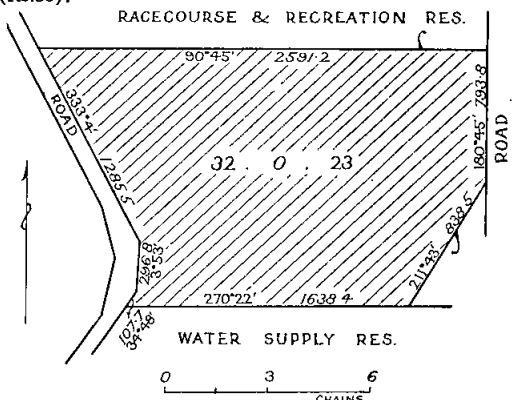 RACECOURSE & RECREATION RES.
90°45' 2591·2
333°4'
1285·5
ROAD
793·8
180°45'
ROAD
32 . 0 . 23
838·5
211°43'
296·8
3°53'
270°22' 1638·4
107·7
34°48'
WATER SUPPLY RES.
0 3 6
CHAINS